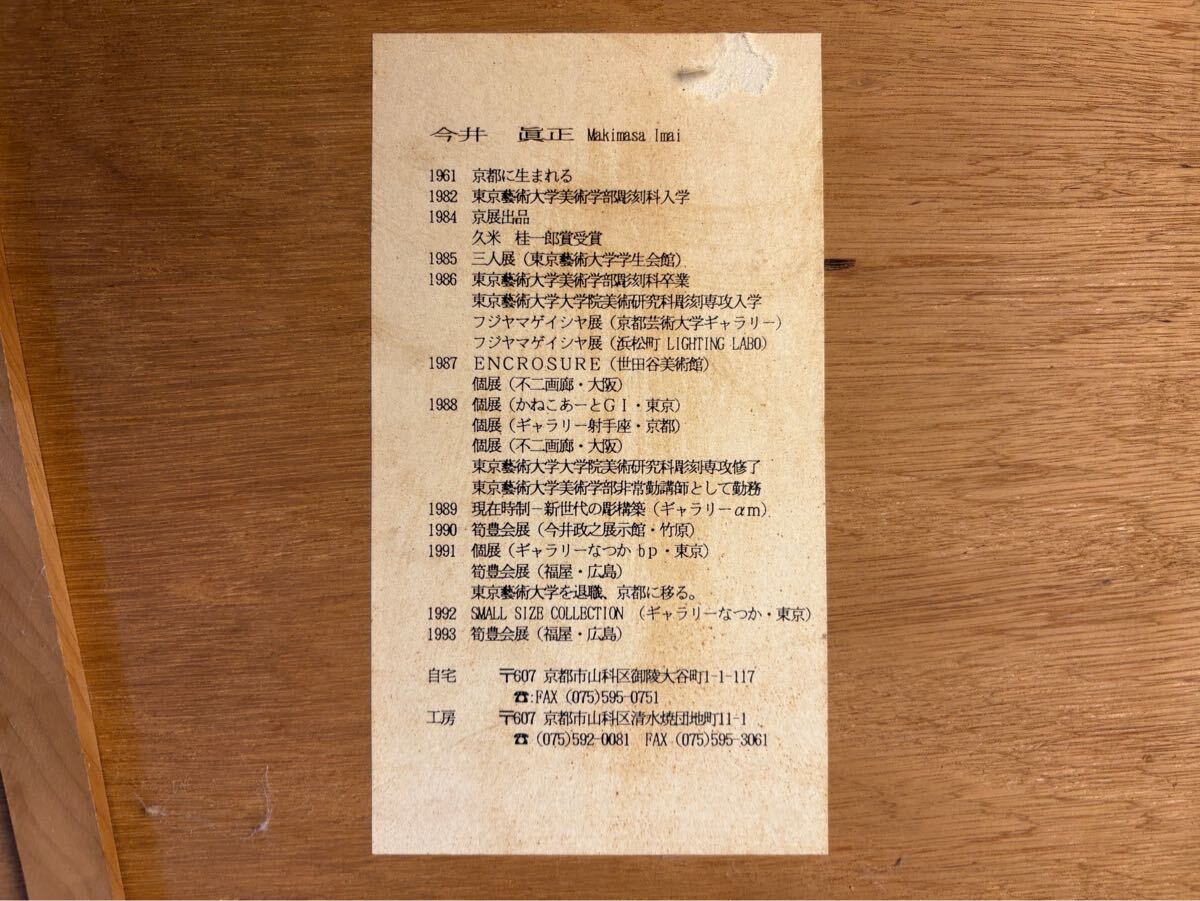 今井 眞正 Makimasa Imai
1961 京都に生まれる
1982 東京藝術大学美術学部彫刻科入学
1984 京展出品
久米 桂一郎賞受賞
1985 三人展(東京藝術大学学生会館)
1986 東京藝術大学美術学部彫刻科卒業
東京藝術大学大学院美術研究科彫刻専攻入学
フジヤマゲイシヤ展(京都芸術大学ギャラリー)
フジヤマゲイシヤ展(浜松町 LIGHTING LABO)
1987 ENCROSURE(世田谷美術館)
個展(不二画廊・大阪)
1988 個展(かねこあーとGI・東京)
個展(ギャラリー射手座・京都)
個展(不二画廊・大阪)
東京藝術大学大学院美術研究科彫刻専攻修了
東京藝術大学美術学部非常勤講師として勤務
1989 現在時制-新世代の彫構築(ギャラリーαm)
1990 筍豊会展(今井政之展示館・竹原)
1991 個展(ギャラリーなつか bp・東京)
筍豊会展(福屋・広島)
東京藝術大学を退職、京都に移る。
1992 SMALL SIZE COLLECTION (ギャラリーなつか・東京)
1993 筍豊会展(福屋・広島)
自宅 〒607 京都市山科区御陵大谷町1-1-117
☎:FAX (075)595-0751
工房 〒607 京都市山科区清水焼団地町11-1
☎ (075)592-0081 FAX (075)595-3061